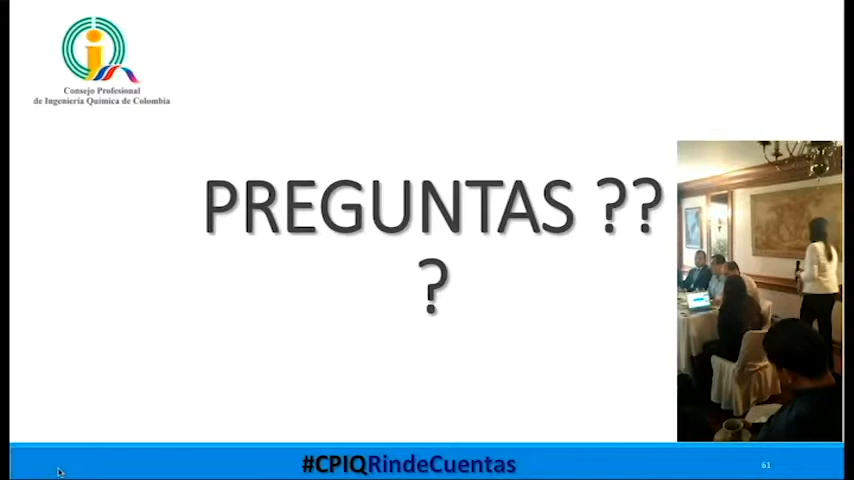 Consejo Profesional
de Ingeniería Química de Colombia
PREGUNTAS ??
?
#CPIQRindeCuentas
61